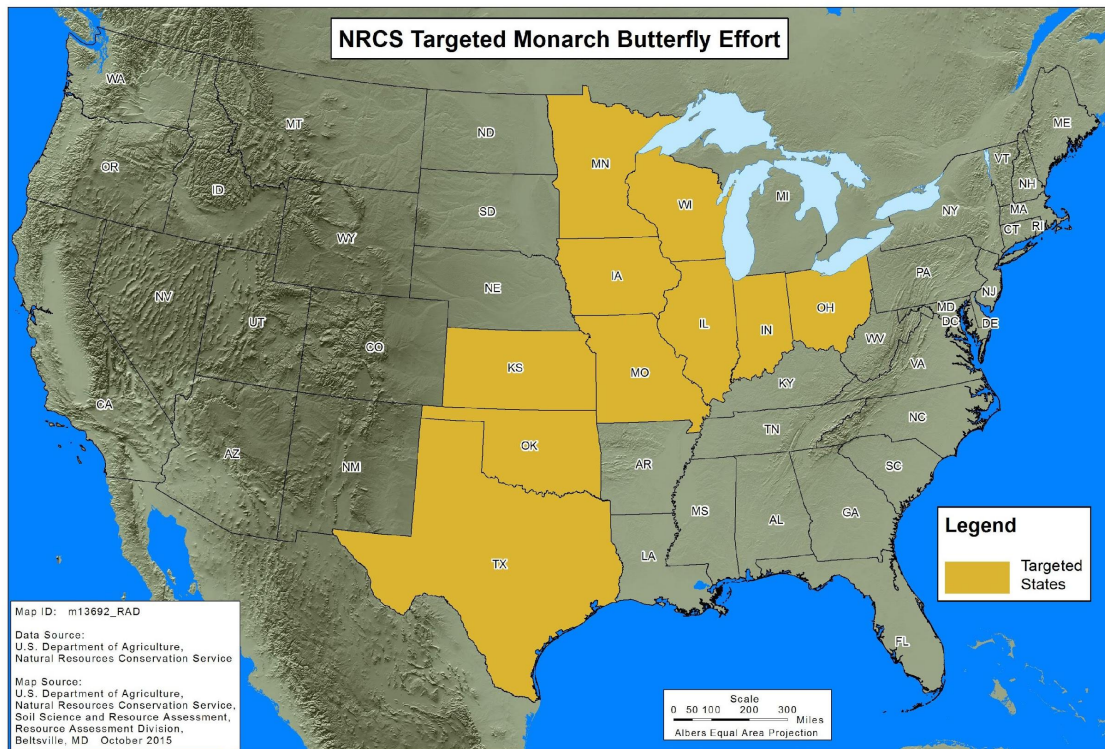 NRCS Targeted Monarch Butterfly Effort
WA
MT
ND
MN
ME
OR
ID
SD
WI
MI
VT
NH
NY
MA
CT
RI
WY
IA
PA
NE
NJ
NV
UT
CO
IL
IN
OH
MD
DC
DE
WV
KS
MO
VA
KY
CA
NC
TN
AZ
NM
OK
AR
SC
MS
AL
GA
TX
LA
FL
Legend
Targeted
States
Map ID: m13692_RAD
Data Source:
U.S. Department of Agriculture,
Natural Resources Conservation Service
Map Source:
U.S. Department of Agriculture,
Natural Resources Conservation Service,
Soil Science and Resource Assessment,
Resource Assessment Division,
Beltsville, MD October 2015
Scale
0 50 100 200 300
Miles
Albers Equal Area Projection